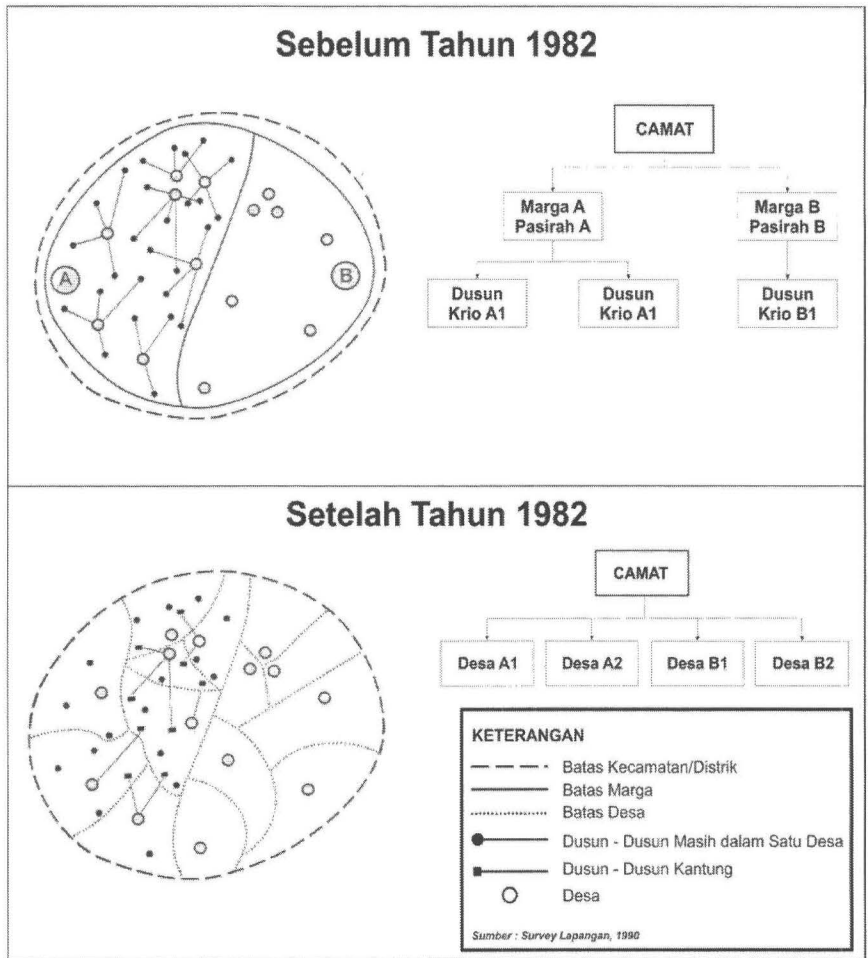 Sebelum Tahun 1982
CAMAT
Marga A
Pasirah A
Marga B
Pasirah B
A
B
Dusun
Krio A1
Dusun
Krio A1
Dusun
Krio B1
Setelah Tahun 1982
CAMAT
Desa A1
Desa A2
Desa B1
Desa B2
KETERANGAN
Batas Kecamatan/Distrik
Batas Marga
Batas Desa
Dusun - Dusun Masih dalam Satu Desa
Dusun - Dusun Kantung
Desa
Sumber : Survey Lapangan, 1990